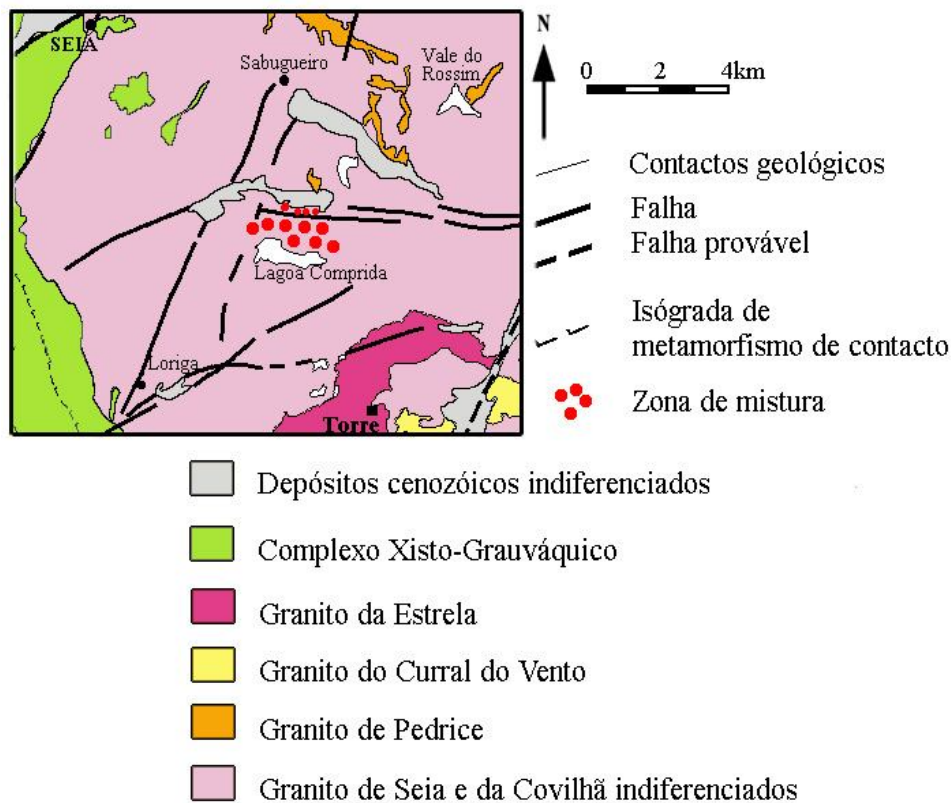 SEIA
Sabugueiro
Vale do
Rossim
Lagoa Comprida
Loriga
Torre
N
0 2 4km
Contactos geológicos
Falha
Falha provável
Isógrada de
metamorfismo de contacto
Zona de mistura
Depósitos cenozóicos indiferenciados
Complexo Xisto-Grauváquico
Granito da Estrela
Granito do Curral do Vento
Granito de Pedrice
Granito de Seia e da Covilhã indiferenciados